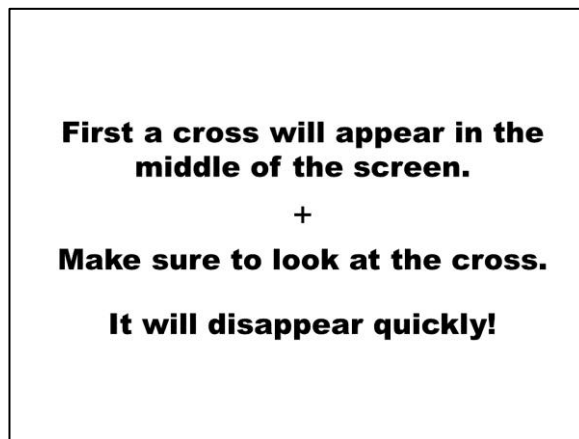 First a cross will appear in the
middle of the screen.
+
Make sure to look at the cross.
It will disappear quickly!